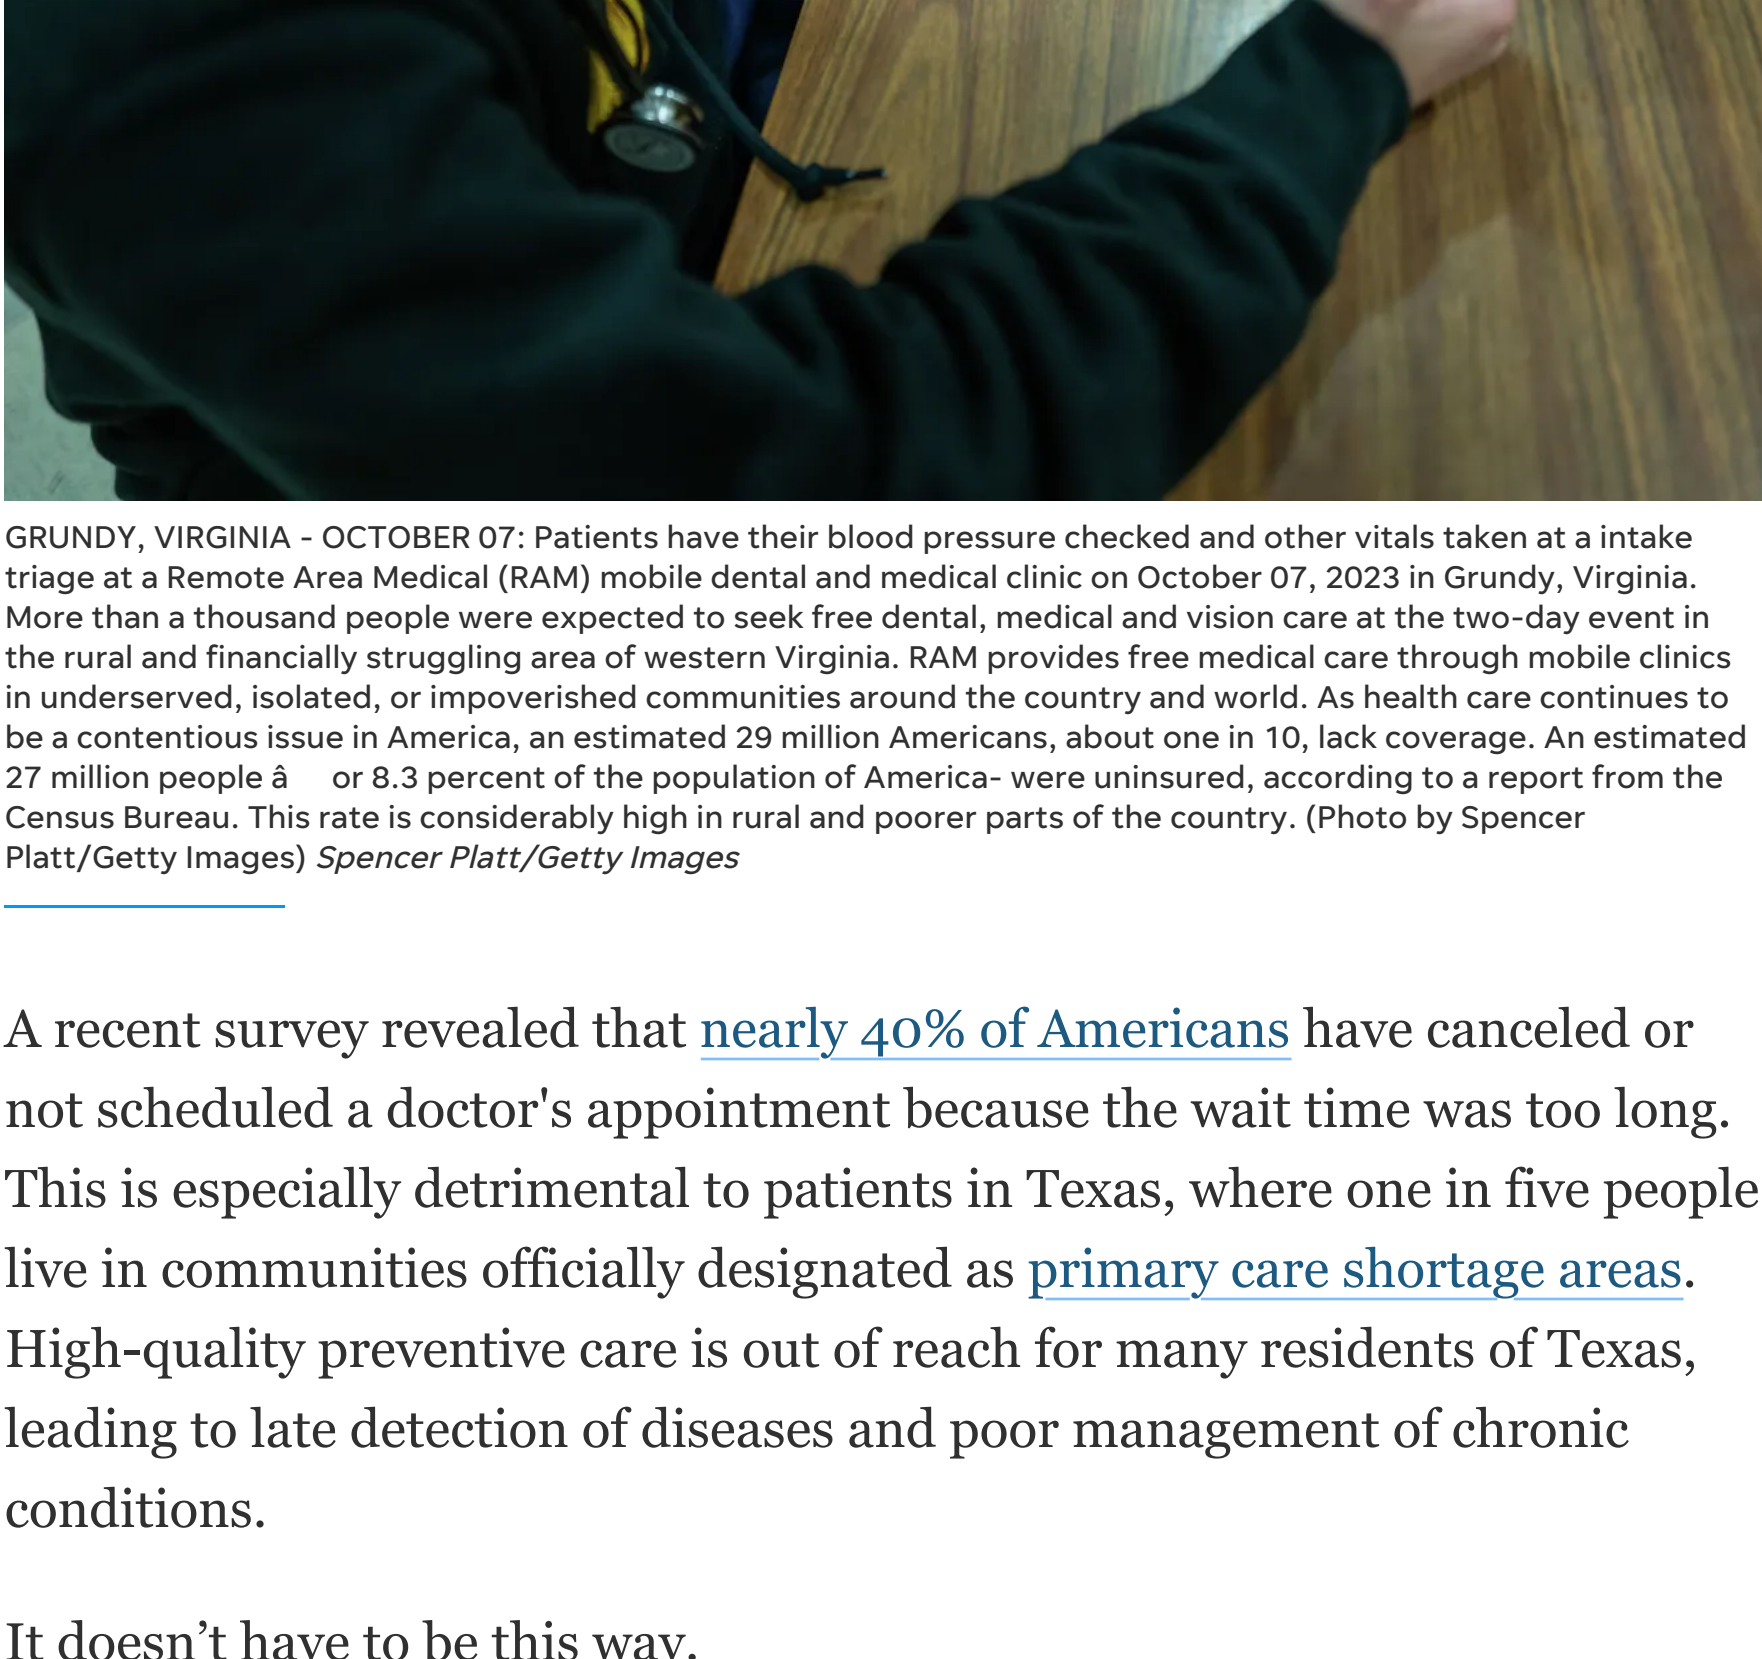 GRUNDY, VIRGINIA - OCTOBER 07: Patients have their blood pressure checked and other vitals taken at a intake
triage at a Remote Area Medical (RAM) mobile dental and medical clinic on October 07, 2023 in Grundy, Virginia.
More than a thousand people were expected to seek free dental, medical and vision care at the two-day event in
the rural and financially struggling area of western Virginia. RAM provides free medical care through mobile clinics
in underserved, isolated, or impoverished communities around the country and world. As health care continues to
be a contentious issue in America, an estimated 29 million Americans, about one in 10, lack coverage. An estimated
27 million people â or 8.3 percent of the population of America- were uninsured, according to a report from the
Census Bureau. This rate is considerably high in rural and poorer parts of the country. (Photo by Spencer
Platt/Getty Images) Spencer Platt/Getty Images
A recent survey revealed that nearly 40% of Americans have canceled or
not scheduled a doctor's appointment because the wait time was too long.
This is especially detrimental to patients in Texas, where one in five people
live in communities officially designated as primary care shortage areas.
High-quality preventive care is out of reach for many residents of Texas,
leading to late detection of diseases and poor management of chronic
conditions.
It doesn’t have to be this way.